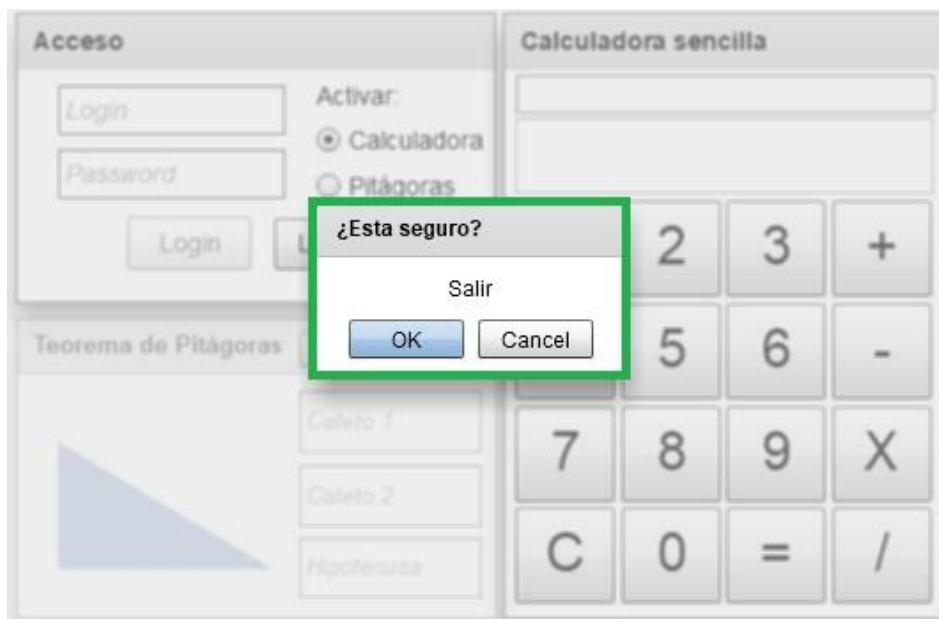 Acceso
Login
Password
Activar:
Calculadora
Pitágoras
Login
L
¿Esta seguro?
Salir
OK
Cancel
Teorema de Pitágoras
Cateto 1
Cateto 2
Hipotenusa
Calculadora sencilla
2 3 +
5 6 -
7 8 9 X
C 0 = /